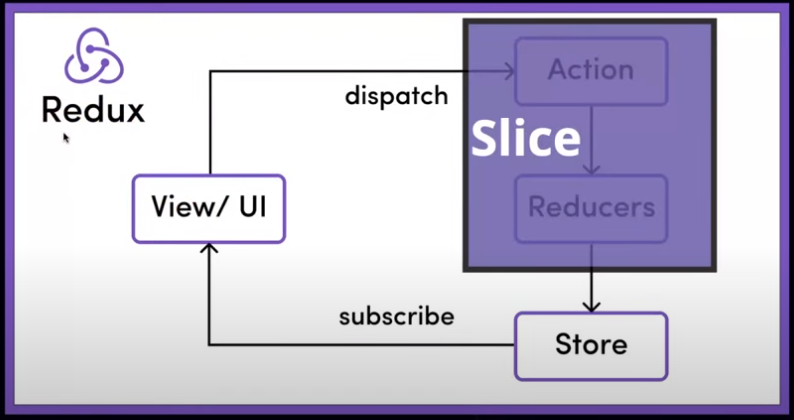 Redux
dispatch
Action
Slice
View/ UI
Reducers
subscribe
Store